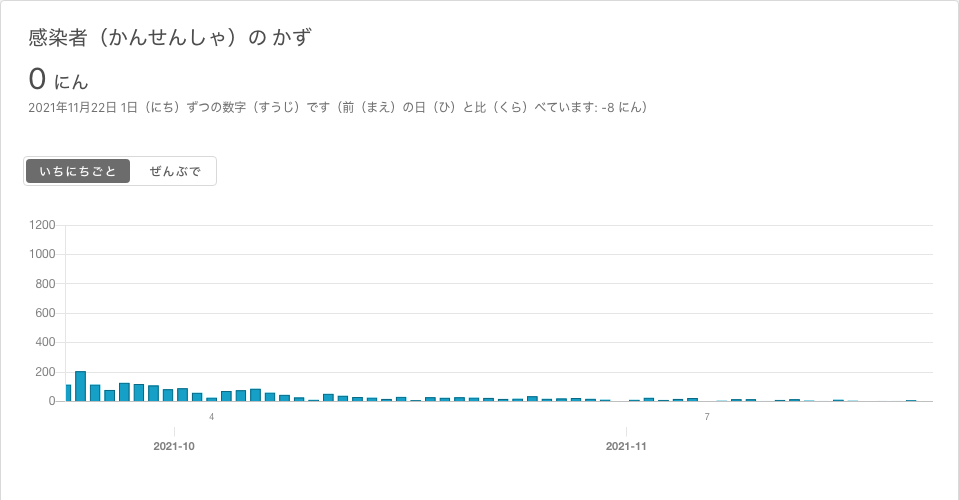 感染者（かんせんしゃ）の かず
0 にん
2021年11月22日 1日（にち）ずつの数字（すうじ）です（前（まえ）の日（ひ）と比（くら）べています: -8 にん）
いちにちごと ぜんぶで
1200
1000
800
600
400
200
0
4 7
2021-10 2021-11